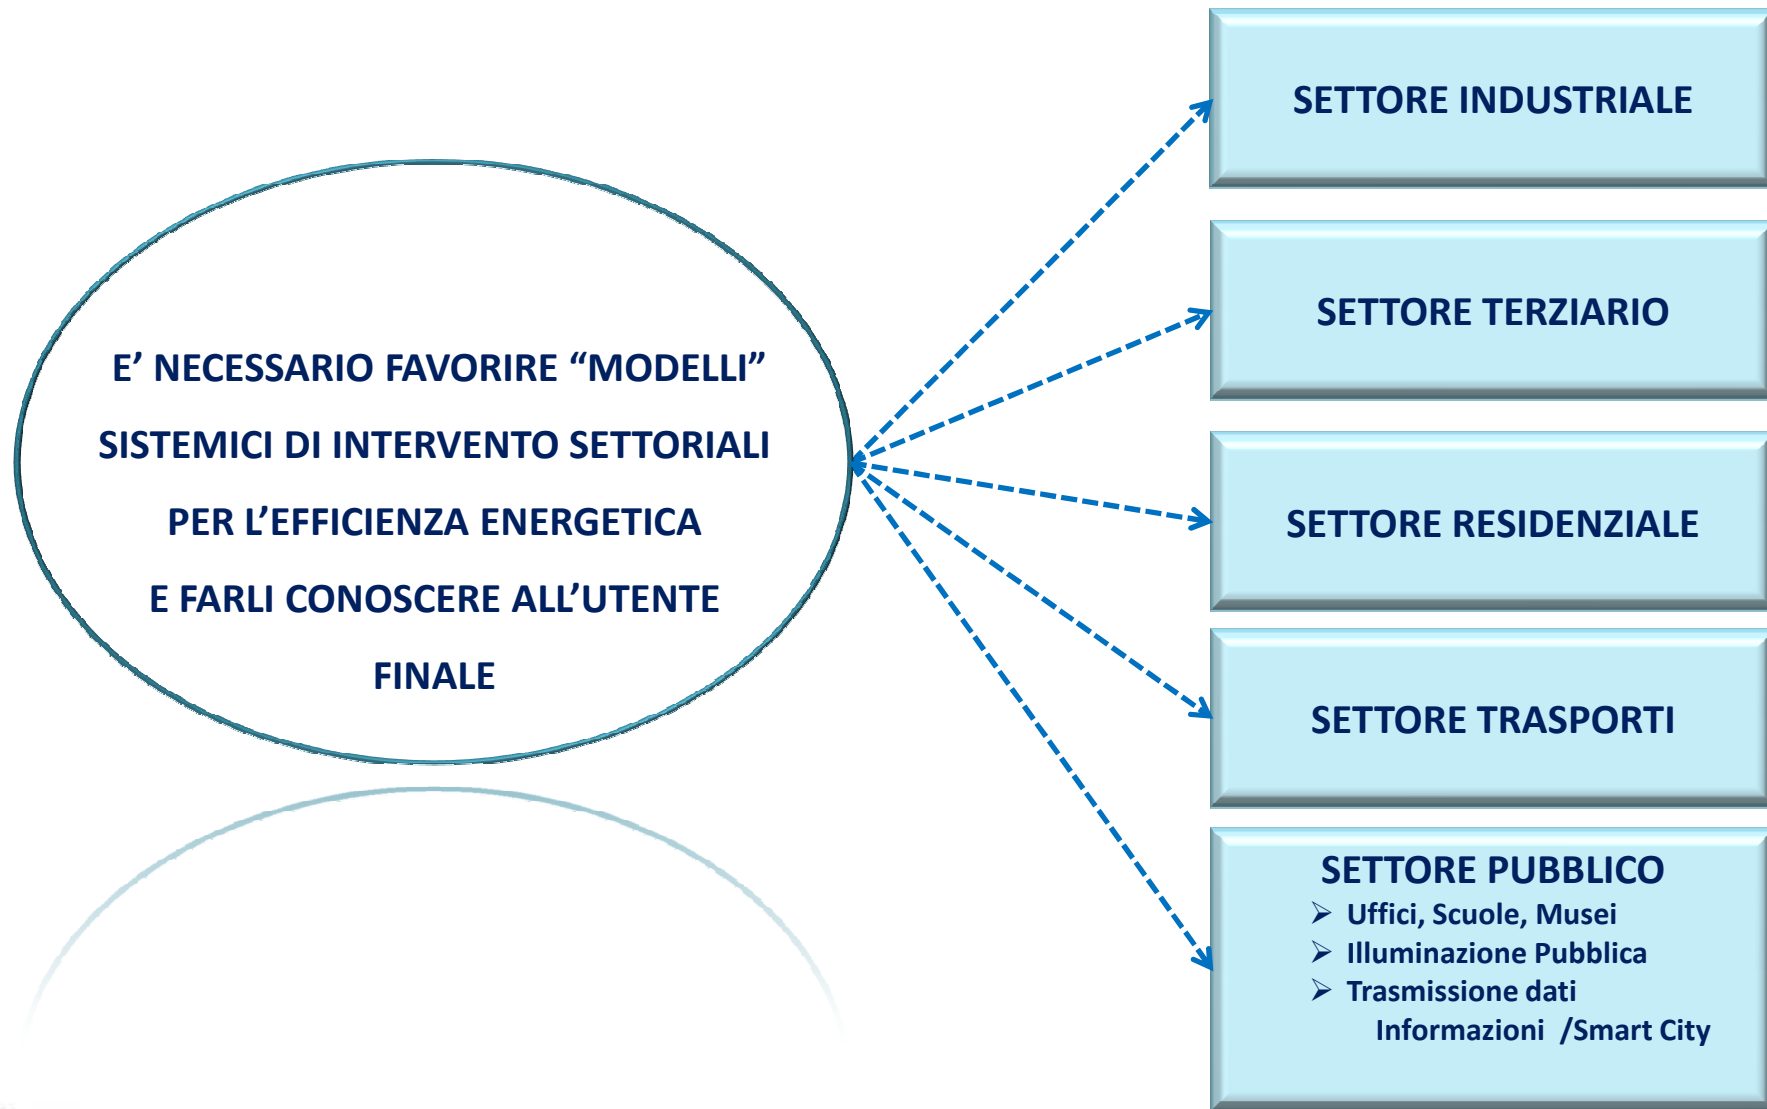 E’ NECESSARIO FAVORIRE “MODELLI”
SISTEMICI DI INTERVENTO SETTORIALI
PER L’EFFICIENZA ENERGETICA
E FARLI CONOSCERE ALL’UTENTE
FINALE
SETTORE INDUSTRIALE
SETTORE TERZIARIO
SETTORE RESIDENZIALE
SETTORE TRASPORTI
SETTORE PUBBLICO
➢ Uffici, Scuole, Musei
➢ Illuminazione Pubblica
➢ Trasmissione dati
Informazioni /Smart City